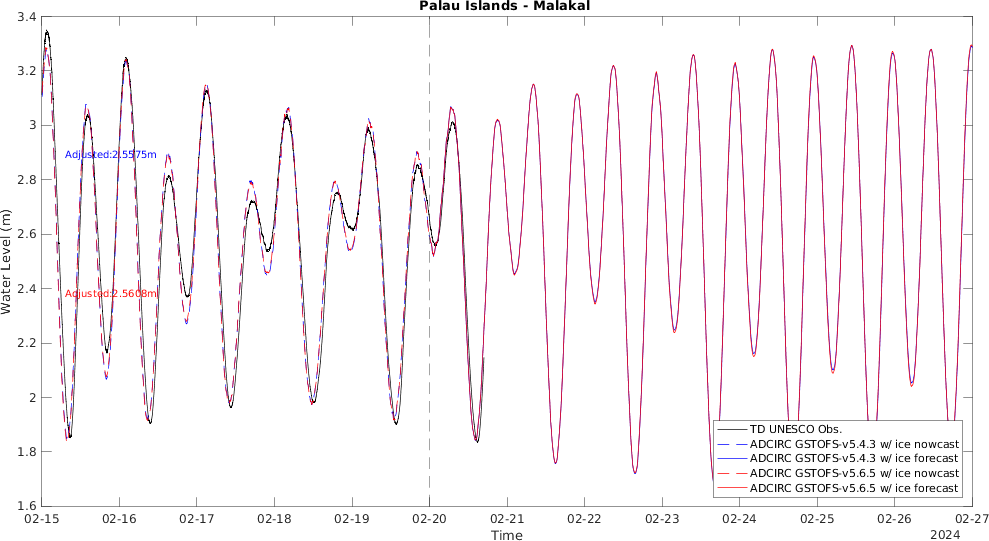 Palau Islands - Malakal
Water Level (m)
3.4
3.2
3
2.8
2.6
2.4
2.2
2
1.8
1.6
Adjusted:2.5575m
Adjusted:2.5608m
TD UNESCO Obs.
ADCIRC GSTOFS-v5.4.3 w/ ice nowcast
ADCIRC GSTOFS-v5.4.3 w/ ice forecast
ADCIRC GSTOFS-v5.6.5 w/ ice nowcast
ADCIRC GSTOFS-v5.6.5 w/ ice forecast
02-15 02-16 02-17 02-18 02-19 02-20 02-21 02-22 02-23 02-24 02-25 02-26 02-27
Time
2024